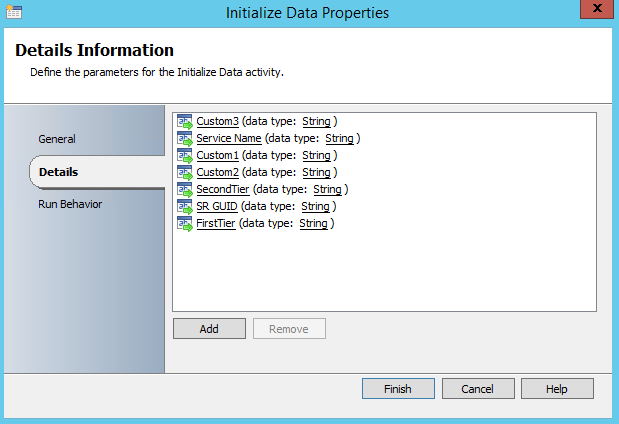 Initialize Data Properties
x
Details Information
Define the parameters for the Initialize Data activity.
General
Details
Run Behavior
Custom3 (data type: String )
Service Name (data type: String )
Custom1 (data type: String )
Custom2 (data type: String )
SecondTier (data type: String )
SR GUID (data type: String )
FirstTier (data type: String )
Add
Remove
Finish
Cancel
Help